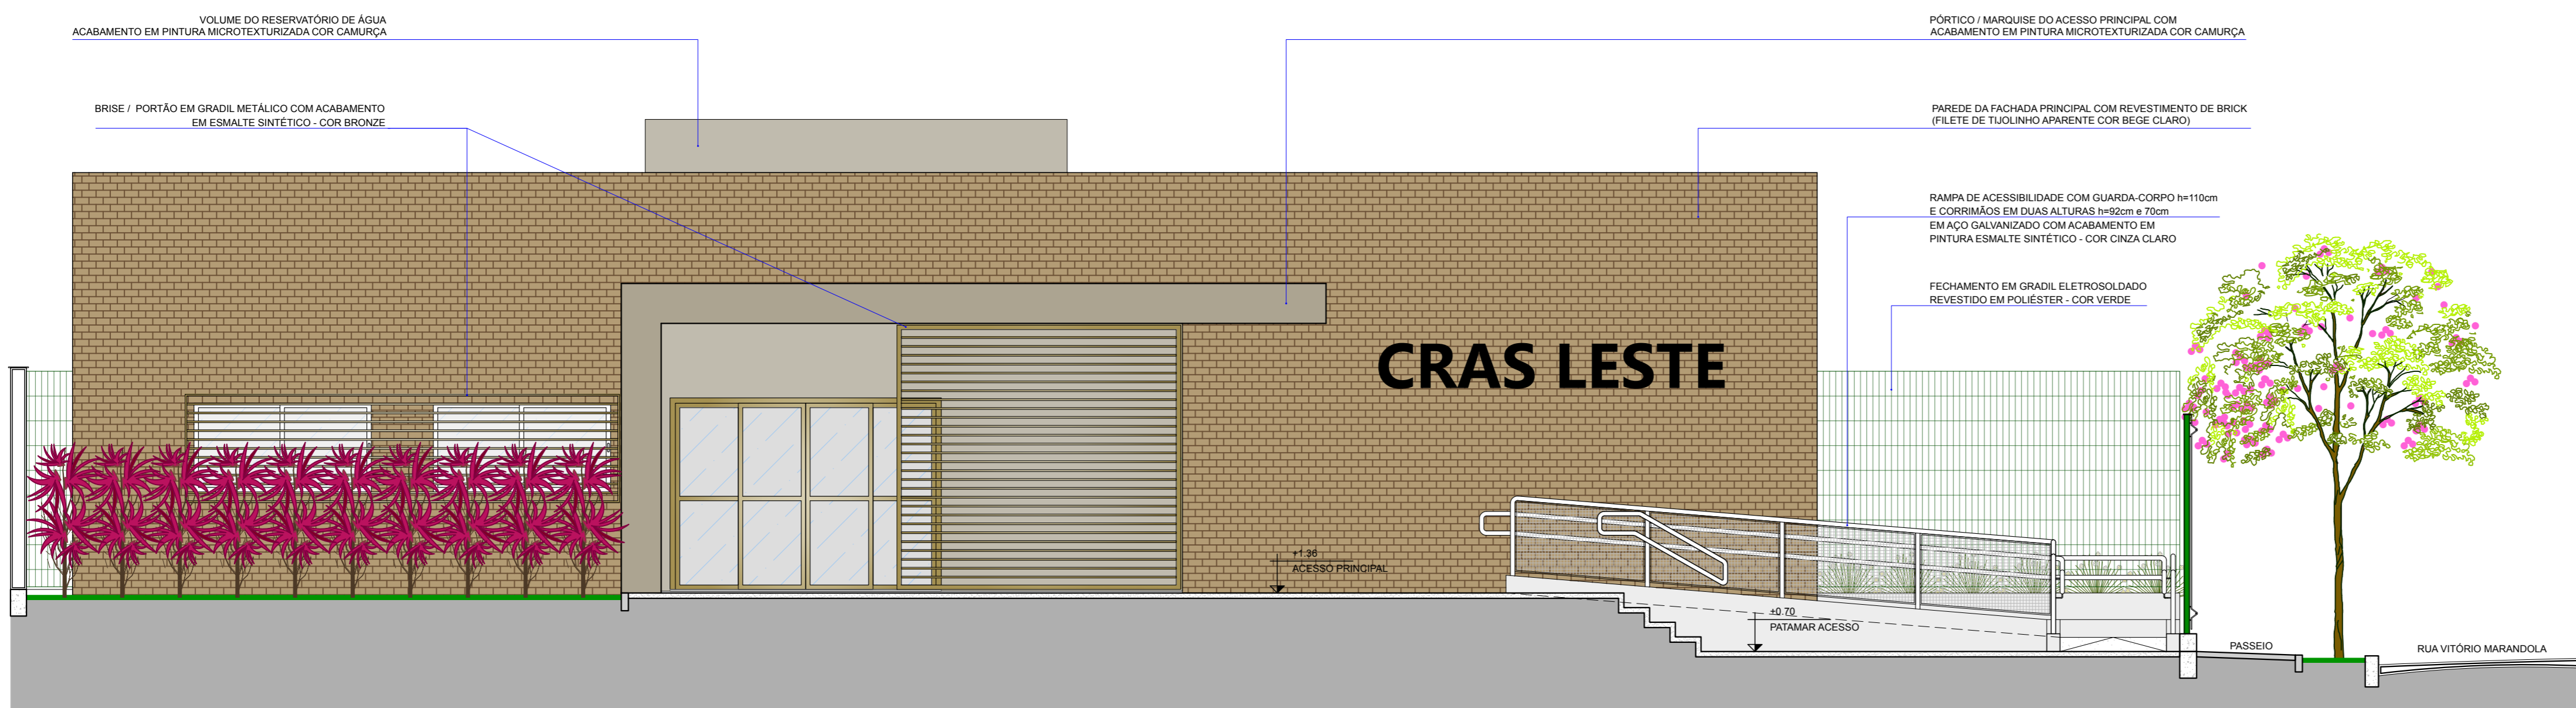 VOLUME DO RESERVATÓRIO DE ÁGUA
ACABAMENTO EM PINTURA MICROTEXTURIZADA COR CAMURÇA
PÓRTICO / MARQUISE DO ACESSO PRINCIPAL COM
ACABAMENTO EM PINTURA MICROTEXTURIZADA COR CAMURÇA
BRISE / PORTÃO EM GRADIL METÁLICO COM ACABAMENTO
EM ESMALTE SINTÉTICO - COR BRONZE
PAREDE DA FACHADA PRINCIPAL COM REVESTIMENTO DE BRICK
(FILETE DE TIJOLINHO APARENTE COR BEGE CLARO)
RAMPA DE ACESSIBILIDADE COM GUARDA-CORPO h=110cm
E CORRIMÃOS EM DUAS ALTURAS h=92cm e 70cm
EM AÇO GALVANIZADO COM ACABAMENTO EM
PINTURA ESMALTE SINTÉTICO - COR CINZA CLARO
FECHAMENTO EM GRADIL ELETROSOLDADO
REVESTIDO EM POLIÉSTER - COR VERDE
CRAS LESTE
+1.36
ACESSO PRINCIPAL
+0.70
PATAMAR ACESSO
PASSEIO
RUA VITÓRIO MARANDOLA